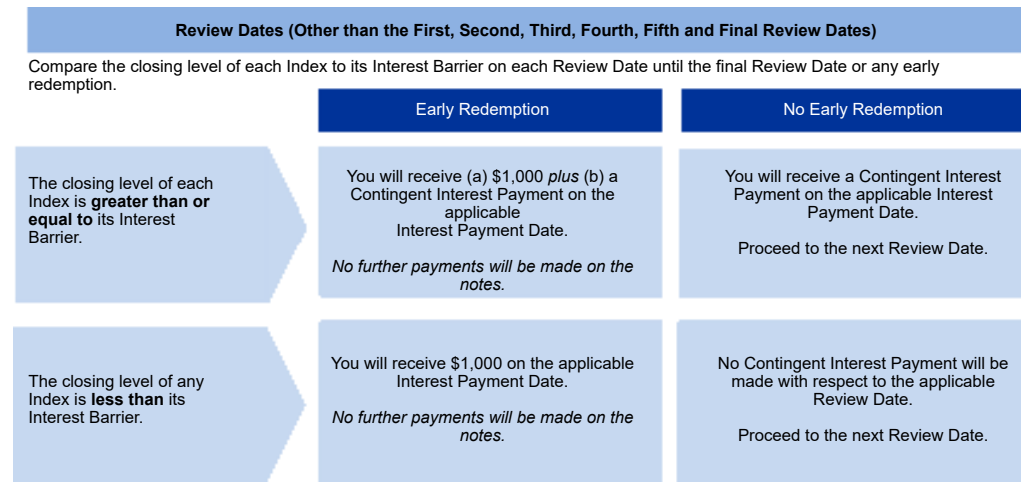 Review Dates (Other than the First, Second, Third, Fourth, Fifth and Final Review Dates)
Compare the closing level of each Index to its Interest Barrier on each Review Date until the final Review Date or any early
redemption.
Early Redemption
No Early Redemption
The closing level of each
Index is greater than or
equal to its Interest
Barrier.
You will receive (a) $1,000 plus (b) a
Contingent Interest Payment on the
applicable
Interest Payment Date.
No further payments will be made on the
notes.
You will receive a Contingent Interest
Payment on the applicable Interest
Payment Date.
Proceed to the next Review Date.
The closing level of any
Index is less than its
Interest Barrier.
You will receive $1,000 on the applicable
Interest Payment Date.
No further payments will be made on the
notes.
No Contingent Interest Payment will be
made with respect to the applicable
Review Date.
Proceed to the next Review Date.